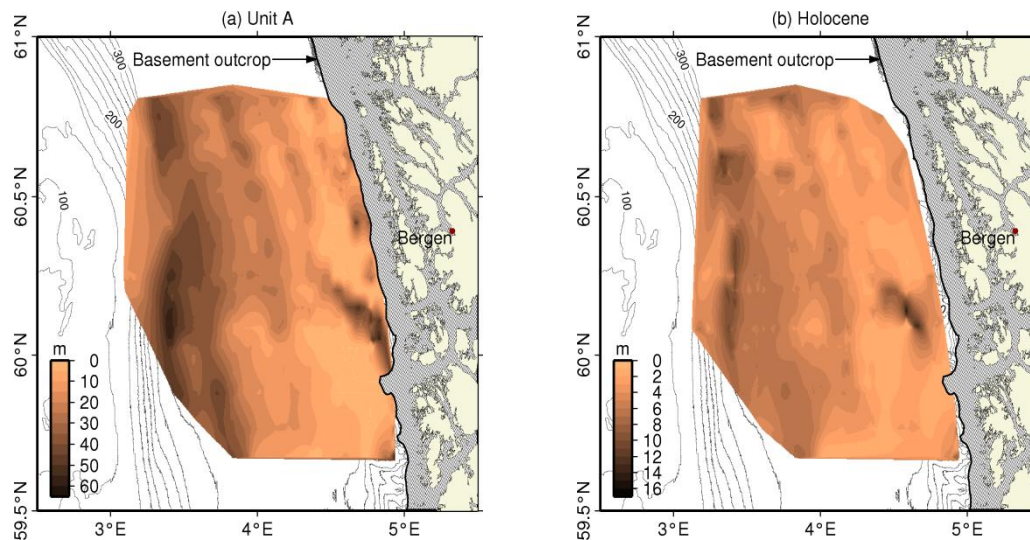 (a) Unit A
(b) Holocene
61°N
60.5°N
60°N
59.5°N
Basement outcrop
300
200
100
Bergen
m
0
10
20
30
40
50
60
3°E
4°E
5°E
61°N
60.5°N
60°N
59.5°N
Basement outcrop
300
200
100
Bergen
m
0
2
4
6
8
10
12
14
16
3°E
4°E
5°E